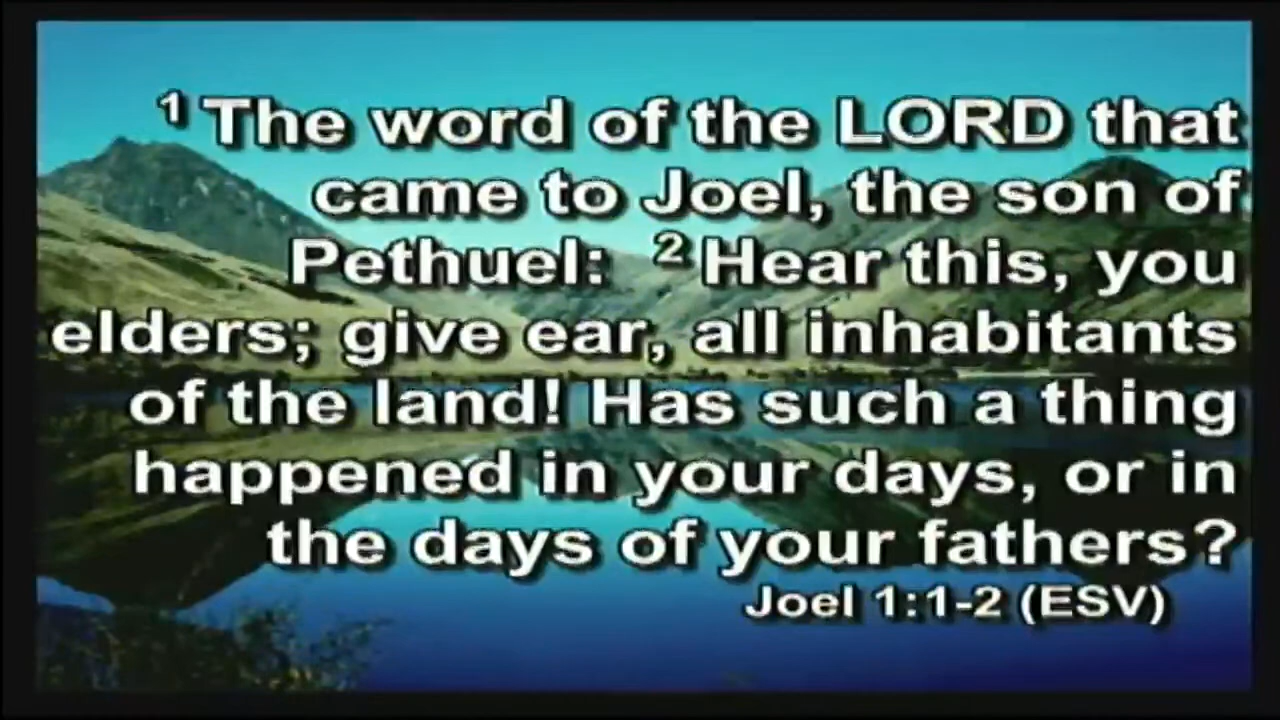 ¹ The word of the LORD that
came to Joel, the son of
Pethuel: ² Hear this, you
elders; give ear, all inhabitants
of the land! Has such a thing
happened in your days, or in
the days of your fathers?
Joel 1:1-2 (ESV)